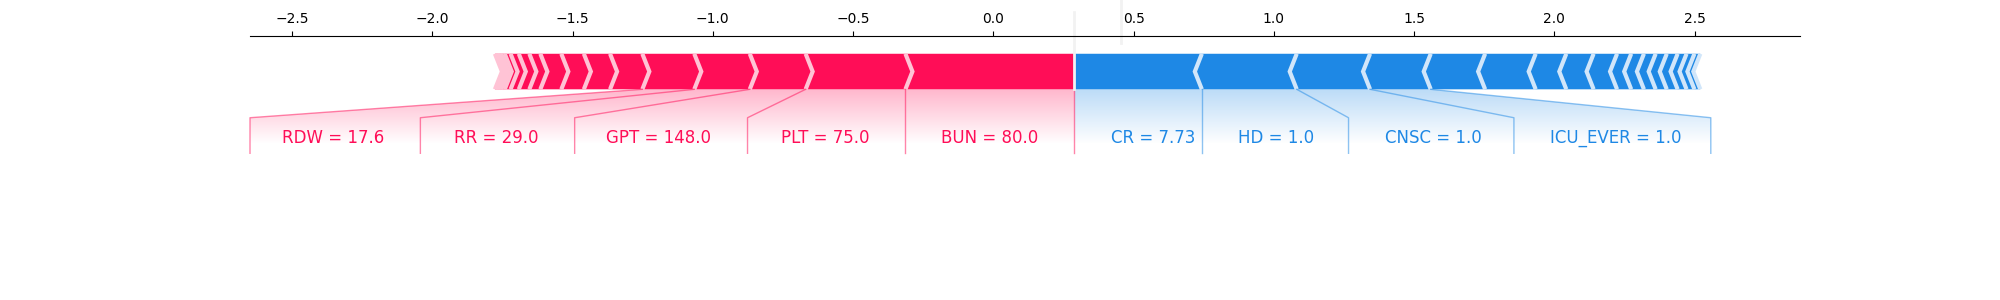 −2.5 −2.0 −1.5 −1.0 −0.5 0.0 0.5 1.0 1.5 2.0 2.5
RDW = 17.6 RR = 29.0 GPT = 148.0 PLT = 75.0 BUN = 80.0 CR = 7.73 HD = 1.0 CNSC = 1.0 ICU_EVER = 1.0